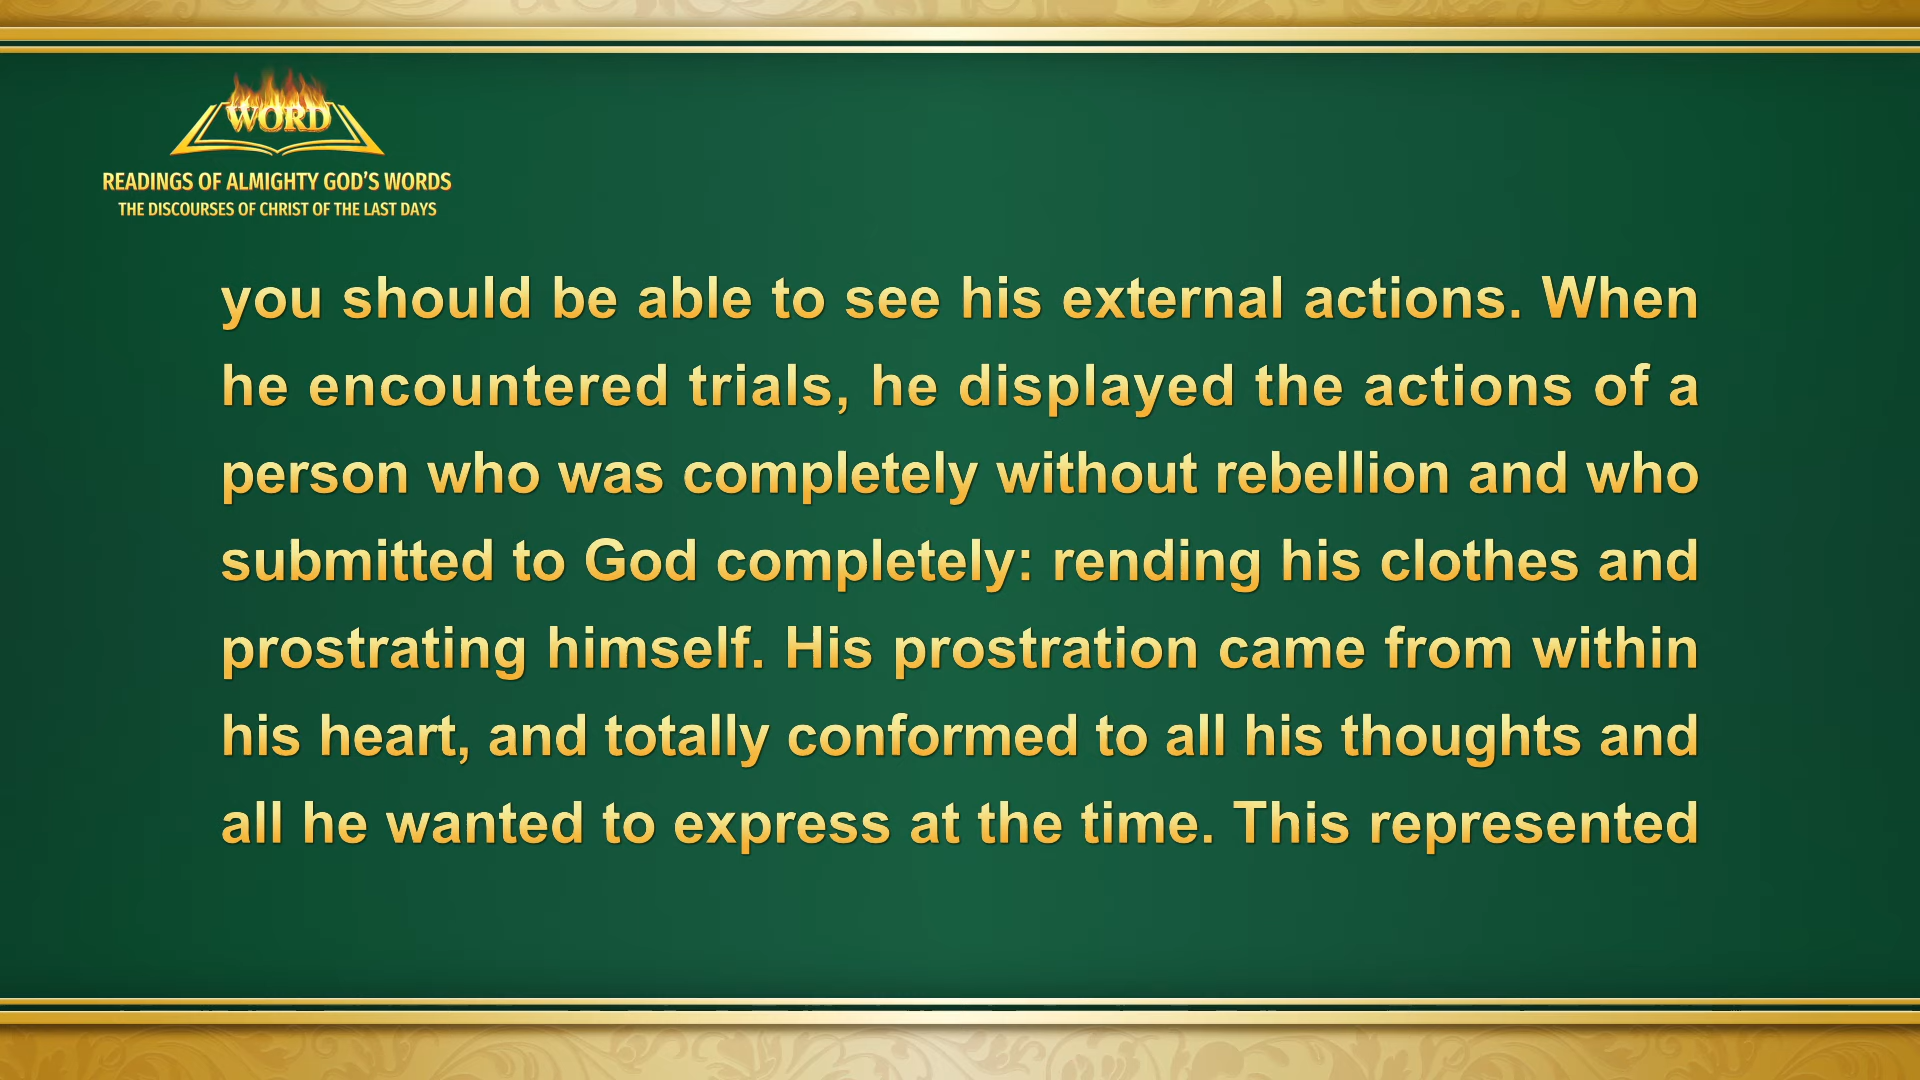 WORD
READINGS OF ALMIGHTY GOD'S WORDS
THE DISCOURSES OF CHRIST OF THE LAST DAYS
you should be able to see his external actions. When
he encountered trials, he displayed the actions of a
person who was completely without rebellion and who
submitted to God completely: rending his clothes and
prostrating himself. His prostration came from within
his heart, and totally conformed to all his thoughts and
all he wanted to express at the time. This represented